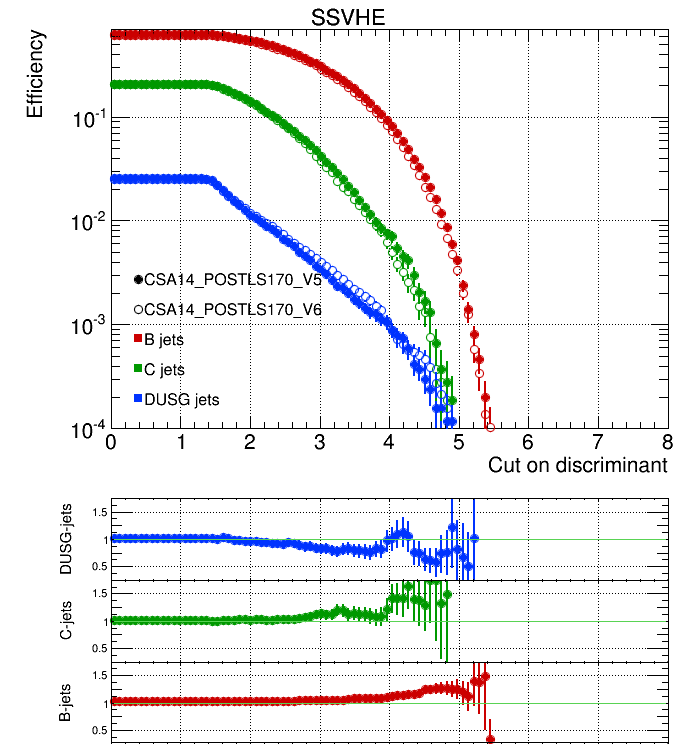 SSVHE
Efficiency
10⁻¹
10⁻²
10⁻³
10⁻⁴
CSA14_POSTLS170_V5
CSA14_POSTLS170_V6
B jets
C jets
DUSG jets
0 1 2 3 4 5 6 7 8
Cut on discriminant
DUSG-jets
1.5
1
0.5
C-jets
1.5
1
0.5
B-jets
1.5
1
0.5